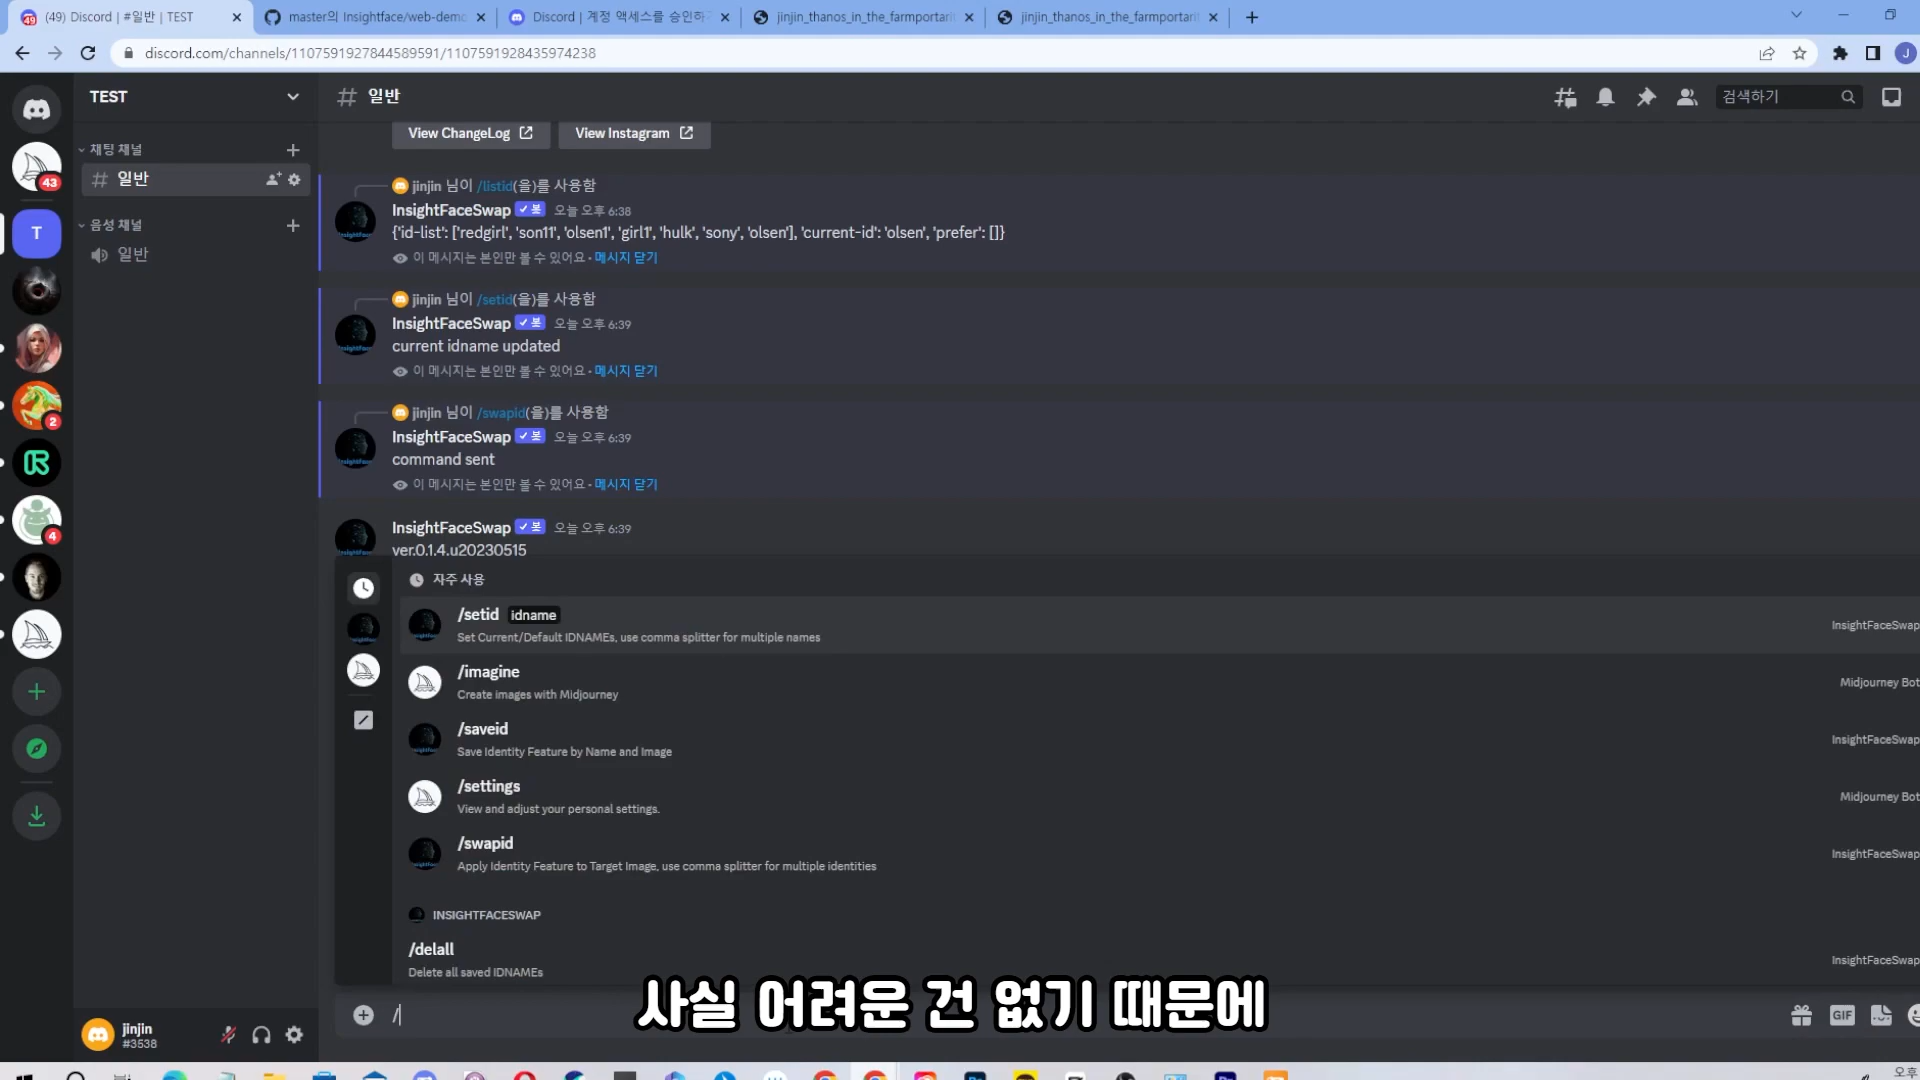 (49) Discord | #일반 | TEST
master의 Insightface/web-demo
Discord | 계정 액세스를 승인하
jinjin_thanos_in_the_farmportarit
jinjin_thanos_in_the_farmportarit
discord.com/channels/1107591927844589591/1107591928435974238
J
TEST
# 일반
검색하기
43
채팅 채널
# 일반
음성 채널
일반
T
2
4
View ChangeLog
View Instagram
jinjin 님이 /listid(을)를 사용함
InsightFaceSwap 봇 오늘 오후 6:38
{'id-list': ['redgirl', 'son11', 'olsen1', 'girl1', 'hulk', 'sony', 'olsen'], 'current-id': 'olsen', 'prefer': []}
이 메시지는 본인만 볼 수 있어요 • 메시지 닫기
jinjin 님이 /setid(을)를 사용함
InsightFaceSwap 봇 오늘 오후 6:39
current idname updated
이 메시지는 본인만 볼 수 있어요 • 메시지 닫기
jinjin 님이 /swapid(을)를 사용함
InsightFaceSwap 봇 오늘 오후 6:39
command sent
이 메시지는 본인만 볼 수 있어요 • 메시지 닫기
InsightFaceSwap 봇 오늘 오후 6:39
ver.0.1.4.u20230515
자주 사용
/setid idname
Set Current/Default IDNAMEs, use comma splitter for multiple names
InsightFaceSwap
/imagine
Create images with Midjourney
Midjourney Bot
/saveid
Save Identity Feature by Name and Image
InsightFaceSwap
/settings
View and adjust your personal settings.
Midjourney Bot
/swapid
Apply Identity Feature to Target Image, use comma splitter for multiple identities
InsightFaceSwap
INSIGHTFACESWAP
/delall
Delete all saved IDNAMEs
InsightFaceSwap
/
GIF
사실 어려운 건 없기 때문에
jinjin
#3538
오후